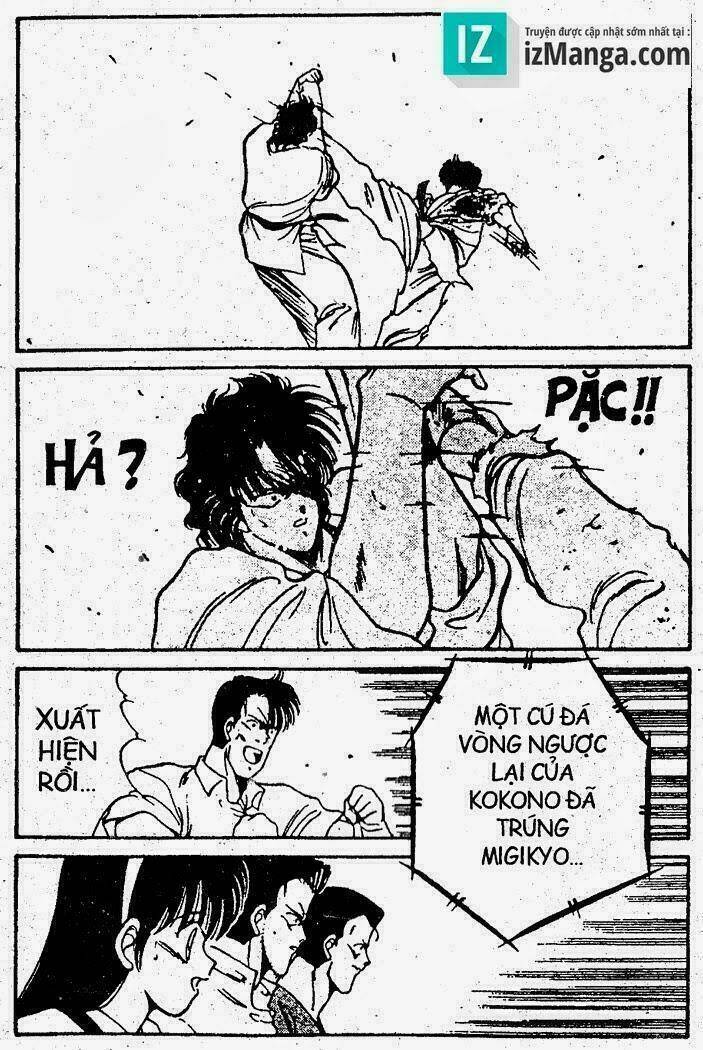 IZ
Truyện được cập nhật sớm nhất tại :
izManga.com
PẶC!!
HẢ?
XUẤT
HIỆN
RỒI...
MỘT CÚ ĐÁ
VÒNG NGƯỢC
LẠI CỦA
KOKONO ĐÃ
TRÚNG
MIGIKYO...